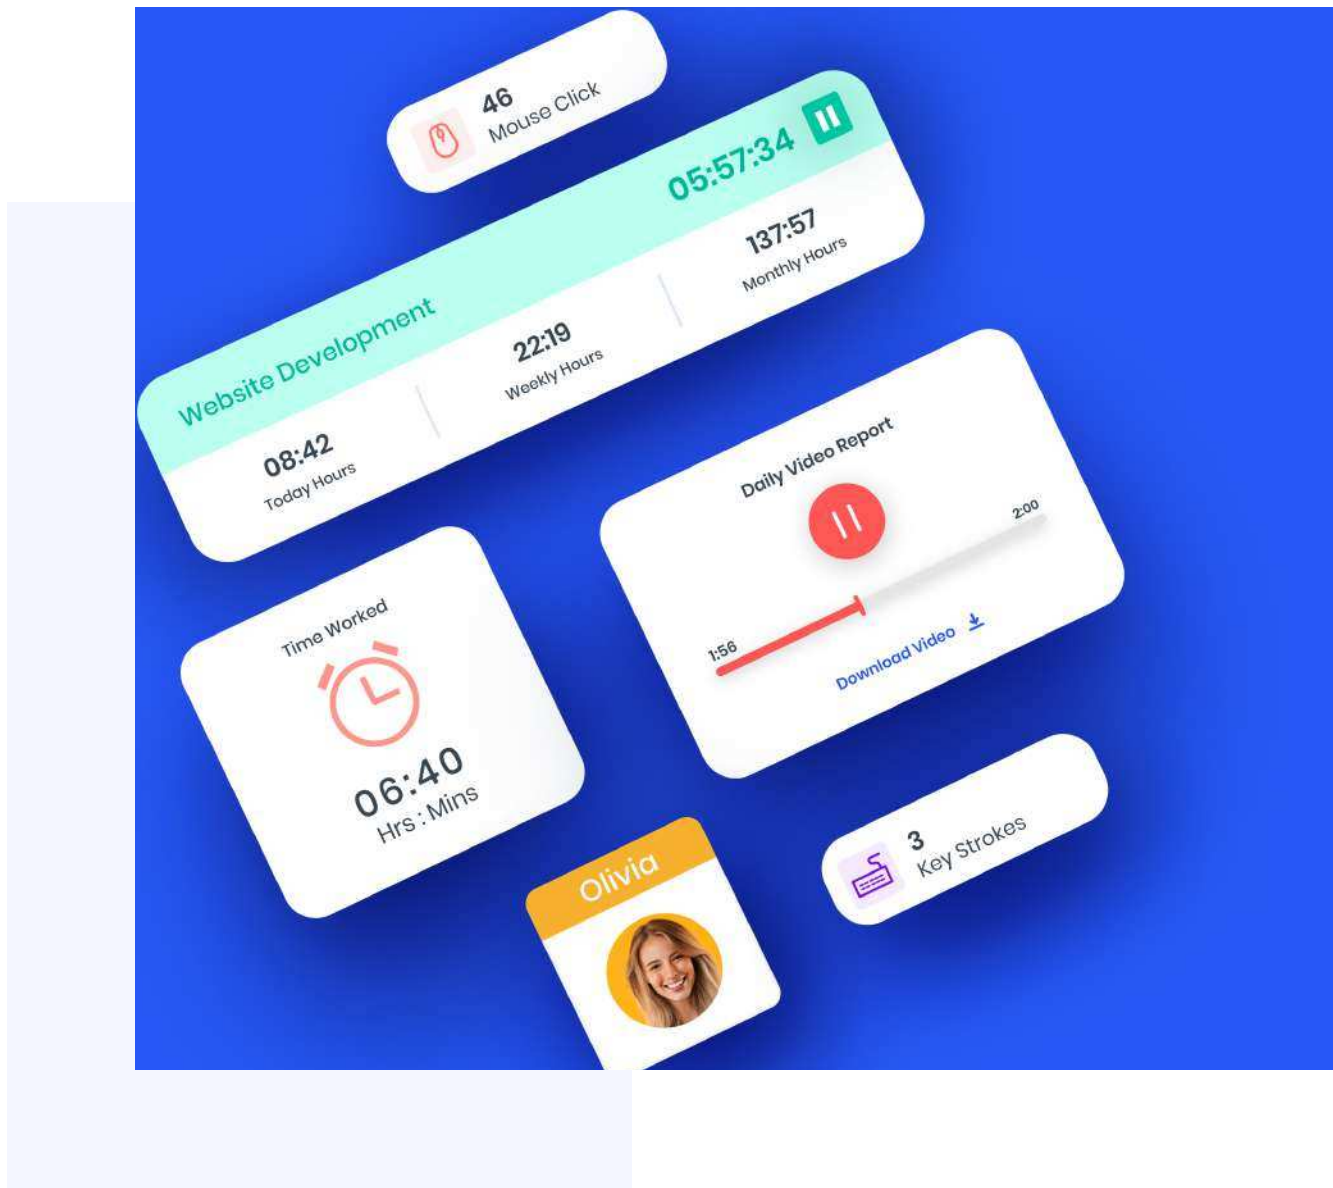 46
Mouse Click
05:57:34
Website Development
137:57
Monthly Hours
22:19
Weekly Hours
08:42
Today Hours
Daily Video Report
2:00
1:56
Download Video
Time Worked
06:40
Hrs : Mins
3
Key Strokes
Olivia